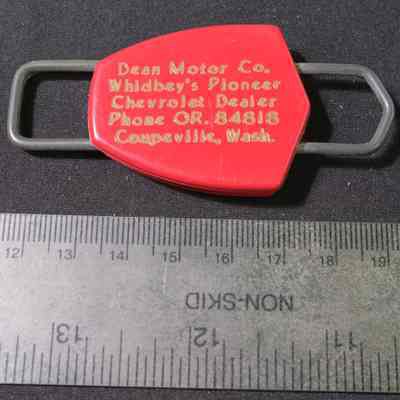 Dean Motor Co.
Whidbey's Pioneer
Chevrolet Dealer
Phone OR. 84818
Coupeville, Wash.
12 13 14 15 16 17 18 19
NON-SKID
13 12 11